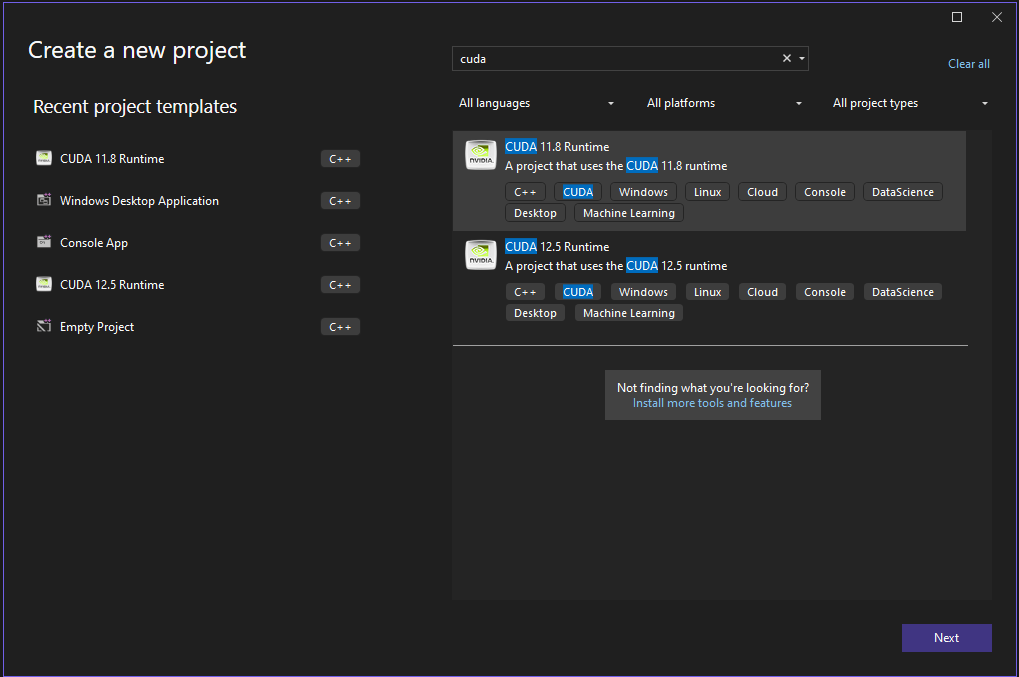 Create a new project
cuda
Clear all
Recent project templates
All languages
All platforms
All project types
CUDA 11.8 Runtime C++
Windows Desktop Application C++
Console App C++
CUDA 12.5 Runtime C++
Empty Project C++
NVIDIA.
CUDA 11.8 Runtime
A project that uses the CUDA 11.8 runtime
C++ CUDA Windows Linux Cloud Console DataScience
Desktop Machine Learning
NVIDIA.
CUDA 12.5 Runtime
A project that uses the CUDA 12.5 runtime
C++ CUDA Windows Linux Cloud Console DataScience
Desktop Machine Learning
Not finding what you're looking for?
Install more tools and features
Next